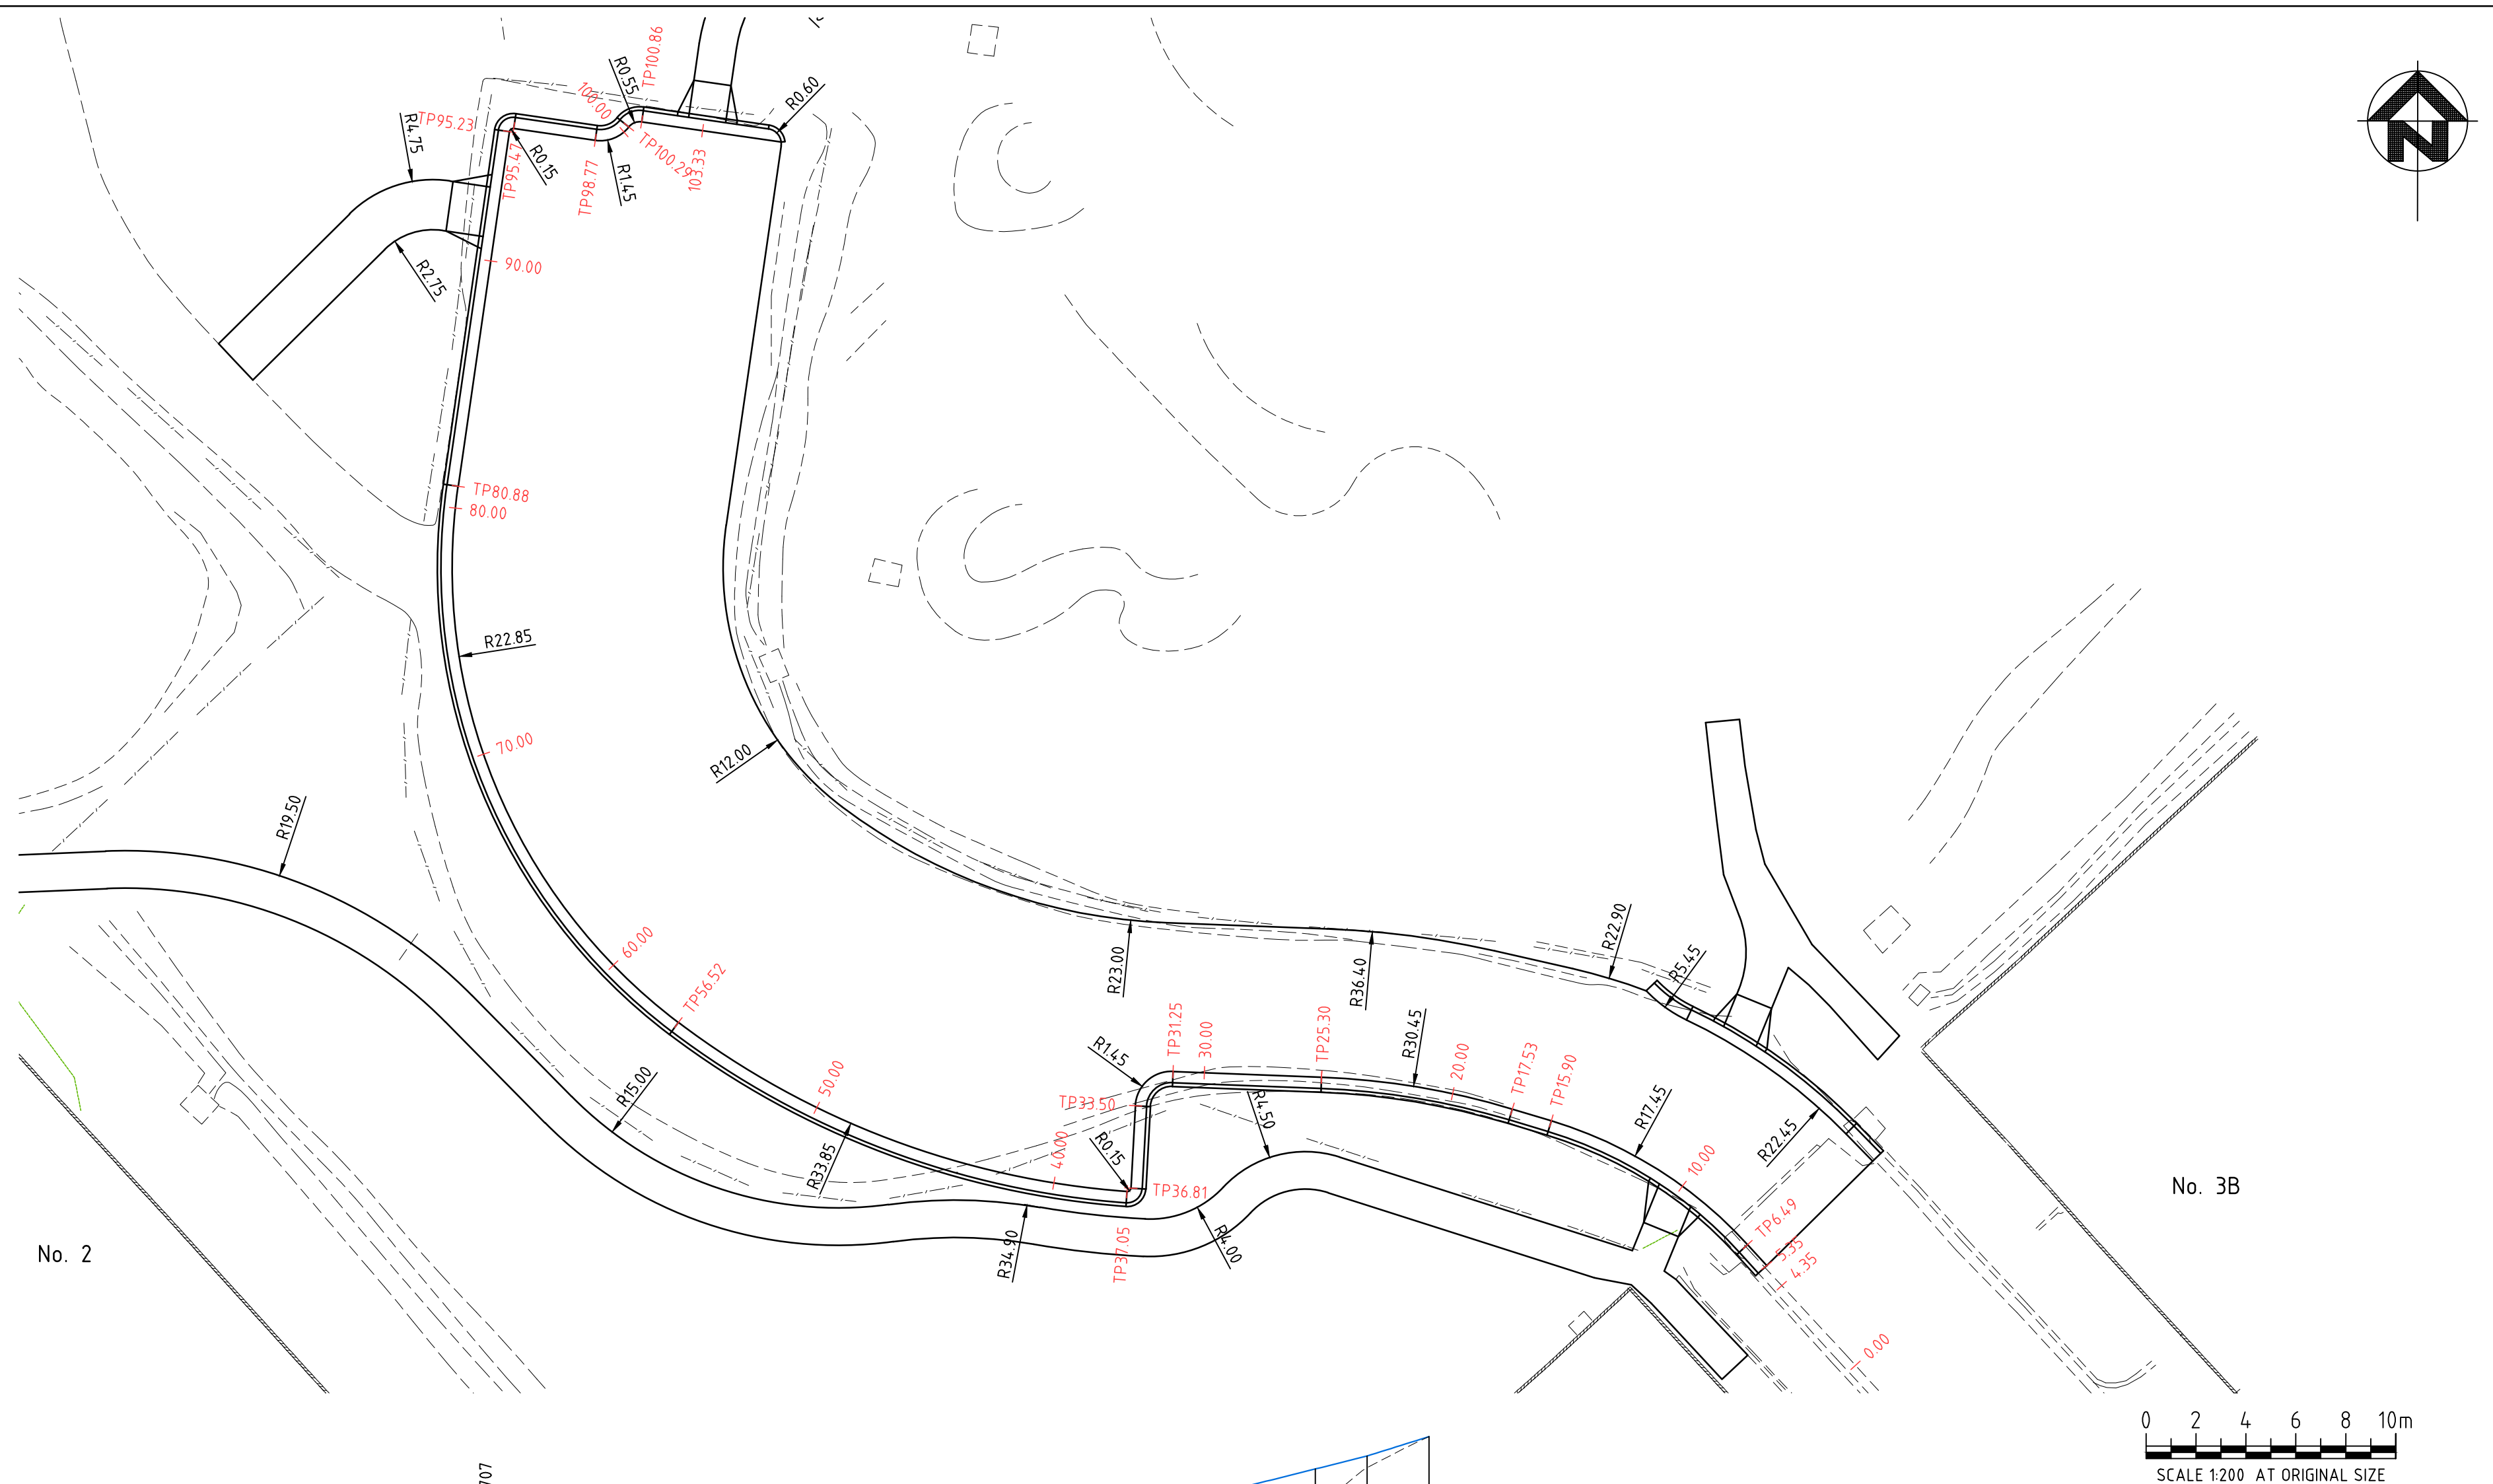 TP100.86
R0.55
100.00
R0.60
R4.75
TP95.23
TP95.47
R0.15
TP98.77
R1.45
TP100.29
103.33
N
R2.75
90.00
TP80.88
80.00
R22.85
70.00
R12.00
R19.50
60.00
TP56.52
R23.00
R36.40
R22.90
R5.45
R15.00
50.00
R33.85
R1.45
TP31.25
30.00
TP25.30
R30.45
20.00
TP17.53
TP15.90
R17.45
R22.45
TP33.50
R4.50
40.00
R0.15
TP36.81
10.00
TP6.49
5.35
4.35
R34.90
TP37.05
R4.00
0.00
No. 2
No. 3B
0 2 4 6 8 10m
SCALE 1:200 AT ORIGINAL SIZE
707